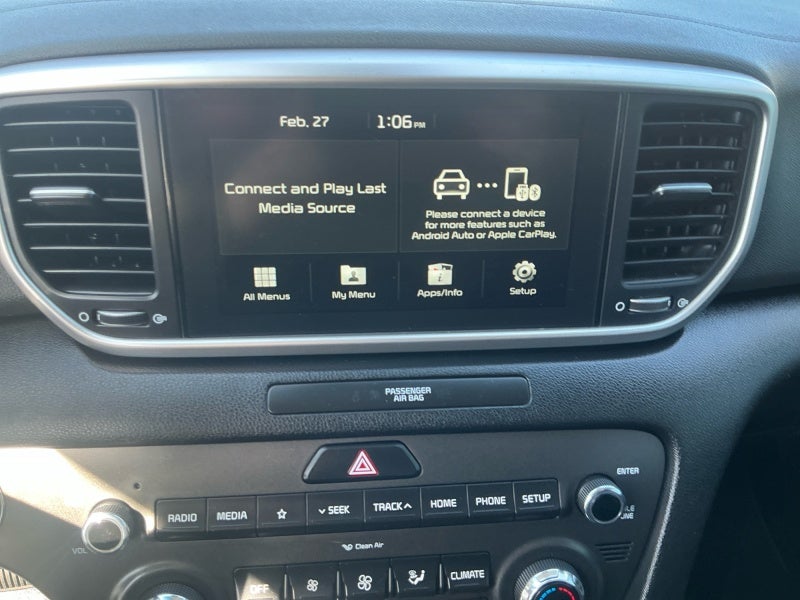 Feb. 27 1:06 PM
Connect and Play Last
Media Source
Please connect a device
for more features such as
Android Auto or Apple CarPlay.
All Menus My Menu Apps/Info Setup
PASSENGER
AIR BAG
ENTER
RADIO MEDIA SEEK TRACK HOME PHONE SETUP
VOL
Clean Air
OFF CLIMATE